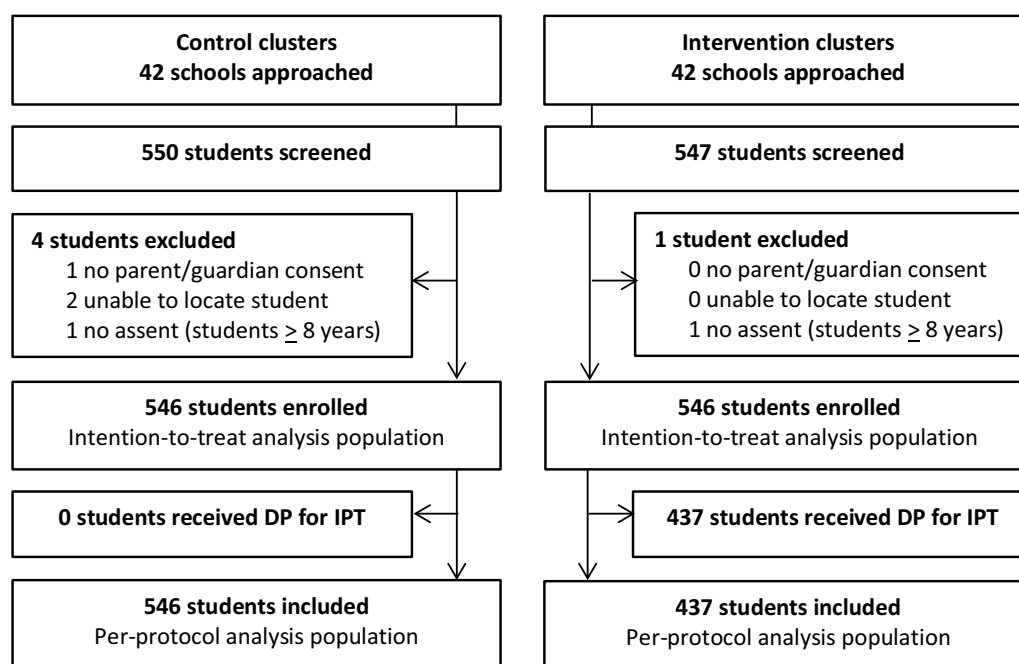 Control clusters
42 schools approached
550 students screened
4 students excluded
1 no parent/guardian consent
2 unable to locate student
1 no assent (students ≥ 8 years)
546 students enrolled
Intention-to-treat analysis population
0 students received DP for IPT
546 students included
Per-protocol analysis population
Intervention clusters
42 schools approached
547 students screened
1 student excluded
0 no parent/guardian consent
0 unable to locate student
1 no assent (students ≥ 8 years)
546 students enrolled
Intention-to-treat analysis population
437 students received DP for IPT
437 students included
Per-protocol analysis population